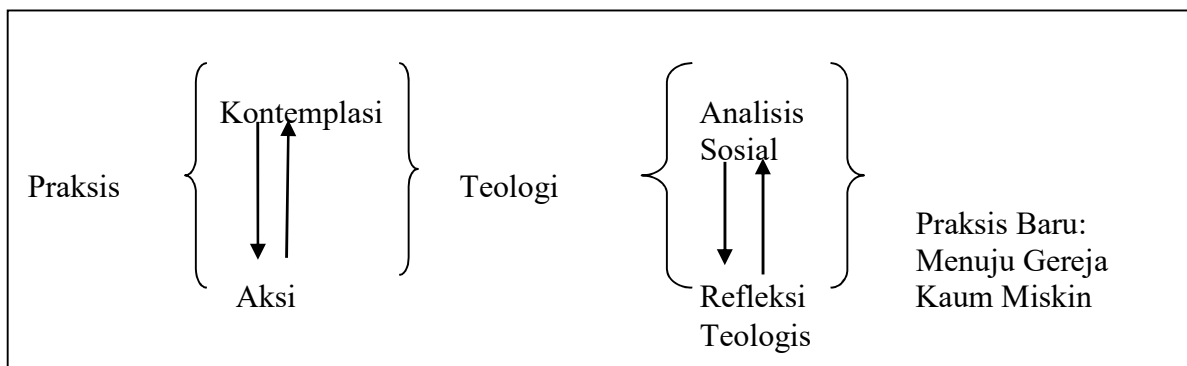 Praksis
Kontemplasi
Aksi
Teologi
Analisis
Sosial
Refleksi
Teologis
Praksis Baru:
Menuju Gereja
Kaum Miskin